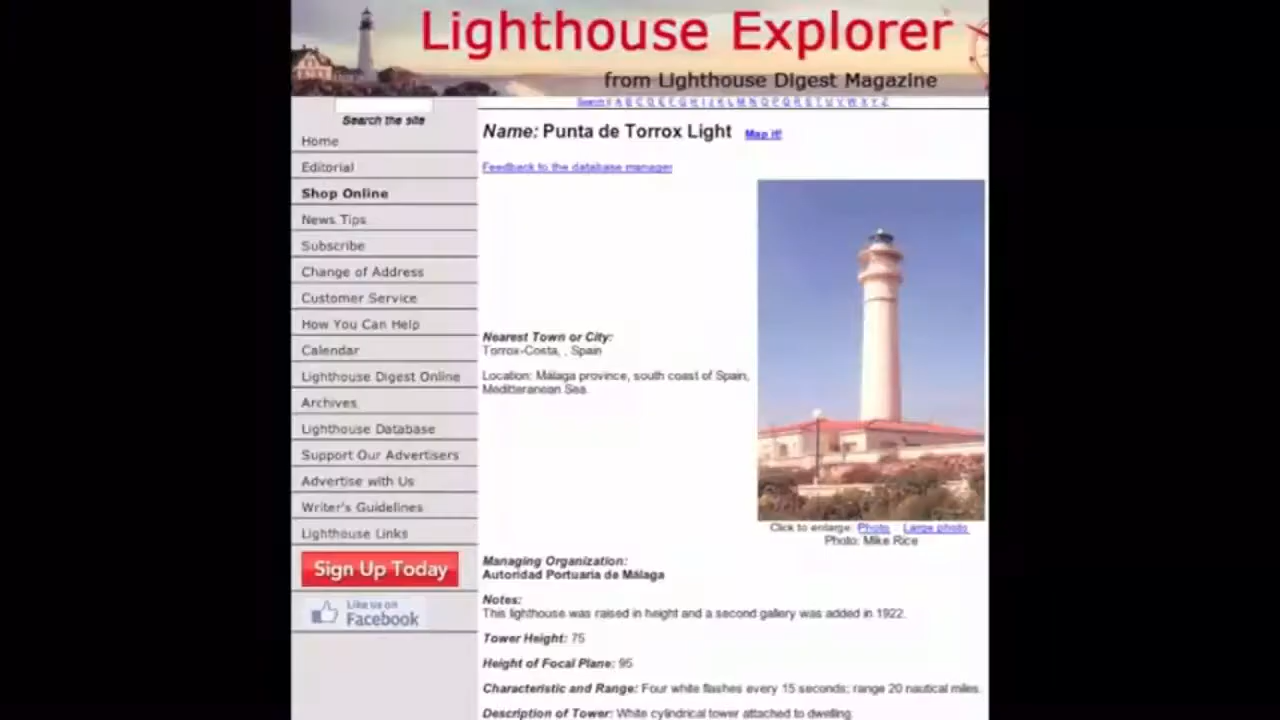 Lighthouse Explorer
from Lighthouse Digest Magazine
Search # A B C D E F G H I J K L M N O P Q R S T U V W X Y Z
Search the site
Home
Editorial
Shop Online
News Tips
Subscribe
Change of Address
Customer Service
How You Can Help
Calendar
Lighthouse Digest Online
Archives
Lighthouse Database
Support Our Advertisers
Advertise with Us
Writer's Guidelines
Lighthouse Links
Sign Up Today
Like us on
Facebook
Name: Punta de Torrox Light Map it!
Feedback to the database manager
Nearest Town or City:
Torrox-Costa, , Spain
Location: Málaga province, south coast of Spain,
Mediterranean Sea.
Click to enlarge: Photo Large photo
Photo: Mike Rice
Managing Organization:
Autoridad Portuaria de Málaga
Notes:
This lighthouse was raised in height and a second gallery was added in 1922.
Tower Height: 75
Height of Focal Plane: 95
Characteristic and Range: Four white flashes every 15 seconds; range 20 nautical miles.
Description of Tower: White cylindrical tower attached to dwelling